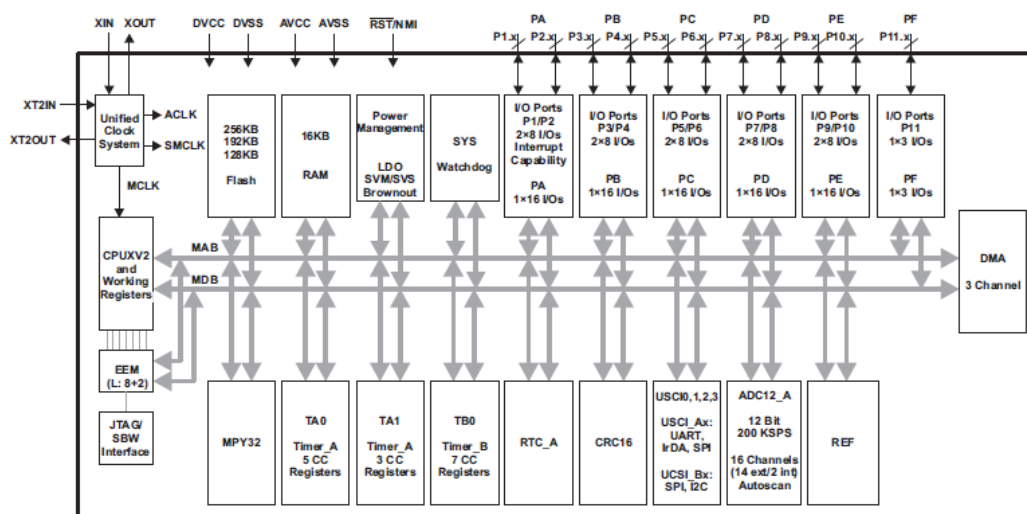 XIN XOUT DVCC DVSS AVCC AVSS RST/NMI PA PB PC PD PE PF
P1.x P2.x P3.x P4.x P5.x P6.x P7.x P8.x P9.x P10.x P11.x
XT2IN
XT2OUT
Unified
Clock
System
ACLK
SMCLK
MCLK
256KB
192KB
128KB
Flash
16KB
RAM
Power
Management
LDO
SVM/SVS
Brownout
SYS
Watchdog
I/O Ports
P1/P2
2×8 I/Os
Interrupt
Capability
PA
1×16 I/Os
I/O Ports
P3/P4
2×8 I/Os
PB
1×16 I/Os
I/O Ports
P5/P6
2×8 I/Os
PC
1×16 I/Os
I/O Ports
P7/P8
2×8 I/Os
PD
1×16 I/Os
I/O Ports
P9/P10
2×8 I/Os
PE
1×16 I/Os
I/O Ports
P11
1×3 I/Os
PF
1×3 I/Os
CPUXV2
and
Working
Registers
MAB
MDB
DMA
3 Channel
EEM
(L: 8+2)
JTAG/
SBW
Interface
MPY32
TA0
Timer_A
5 CC
Registers
TA1
Timer_A
3 CC
Registers
TB0
Timer_B
7 CC
Registers
RTC_A
CRC16
USCI0,1,2,3
USCI_Ax:
UART,
IrDA, SPI
UCSI_Bx:
SPI, I2C
ADC12_A
12 Bit
200 KSPS
16 Channels
(14 ext/2 int)
Autoscan
REF